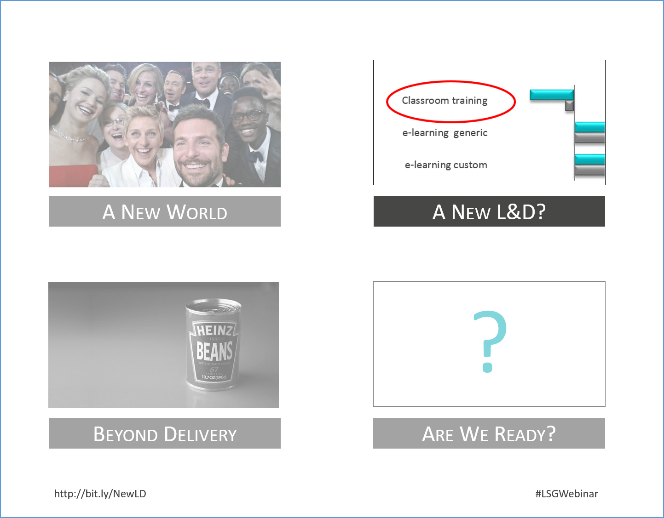 Classroom training
e-learning generic
e-learning custom
A New World
A New L&D?
HEINZ
BEANS
?
Beyond Delivery
Are We Ready?
http://bit.ly/NewLD
#LSGWebinar